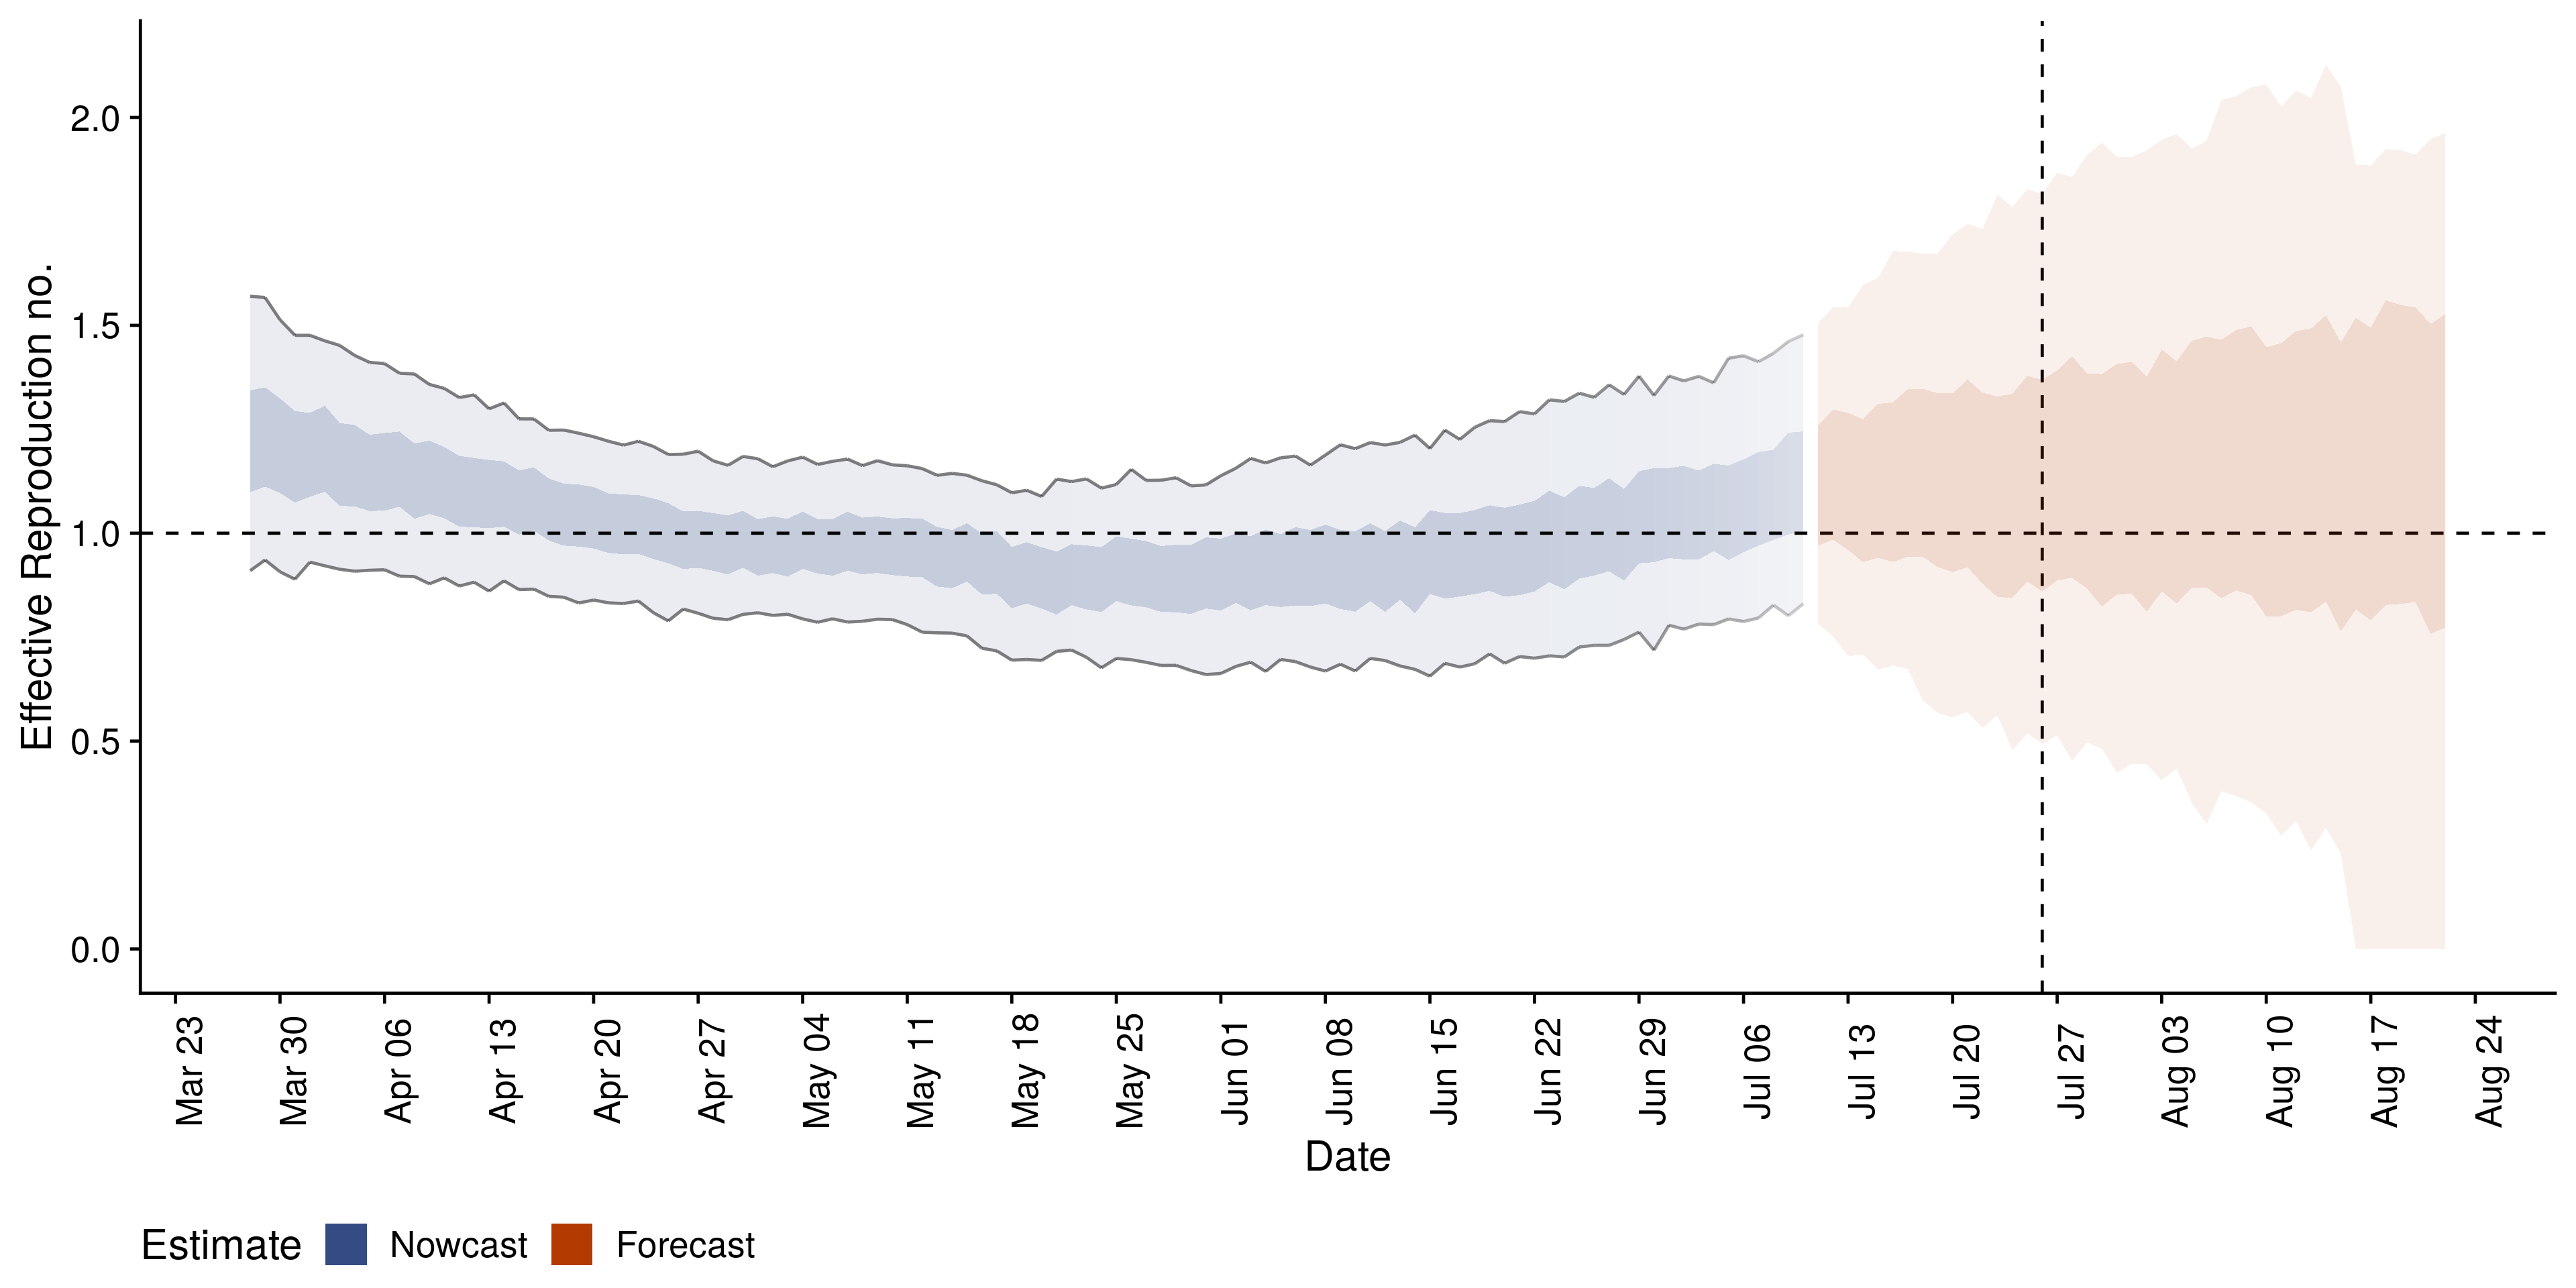 Effective Reproduction no.
2.0
1.5
1.0
0.5
0.0
Mar 23
Mar 30
Apr 06
Apr 13
Apr 20
Apr 27
May 04
May 11
May 18
May 25
Jun 01
Jun 08
Jun 15
Jun 22
Jun 29
Jul 06
Jul 13
Jul 20
Jul 27
Aug 03
Aug 10
Aug 17
Aug 24
Date
Estimate Nowcast Forecast